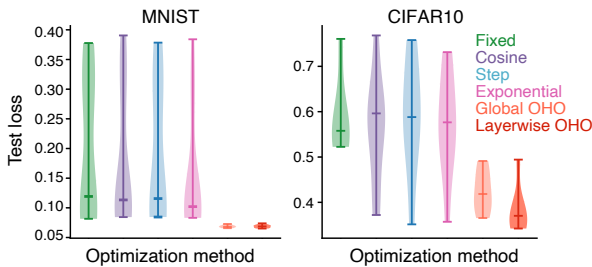 MNIST
CIFAR10
Test loss
0.40
0.35
0.30
0.25
0.20
0.15
0.10
0.05
Optimization method
0.7
0.6
0.5
0.4
Fixed
Cosine
Step
Exponential
Global OHO
Layerwise OHO
Optimization method